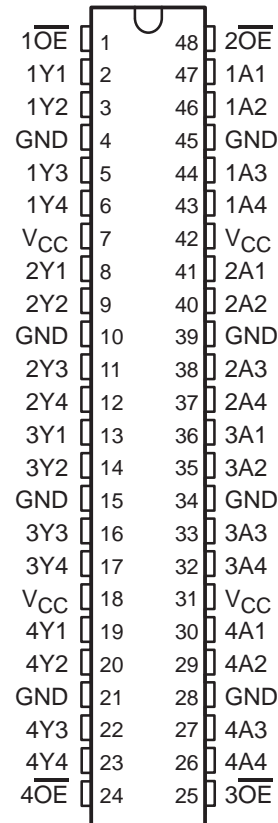 1O̅E̅ 1 48 2O̅E̅
1Y1 2 47 1A1
1Y2 3 46 1A2
GND 4 45 GND
1Y3 5 44 1A3
1Y4 6 43 1A4
VCC 7 42 VCC
2Y1 8 41 2A1
2Y2 9 40 2A2
GND 10 39 GND
2Y3 11 38 2A3
2Y4 12 37 2A4
3Y1 13 36 3A1
3Y2 14 35 3A2
GND 15 34 GND
3Y3 16 33 3A3
3Y4 17 32 3A4
VCC 18 31 VCC
4Y1 19 30 4A1
4Y2 20 29 4A2
GND 21 28 GND
4Y3 22 27 4A3
4Y4 23 26 4A4
4O̅E̅ 24 25 3O̅E̅